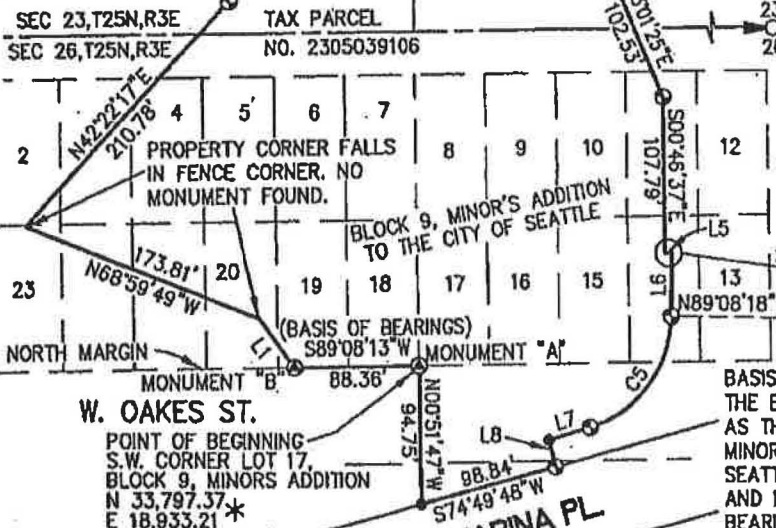 SEC 23,T25N,R3E
TAX PARCEL
SEC 26,T25N,R3E
NO. 2305039106
01'25"E
102.53'
23
2
N42°22'17"E
210.78'
4
5'
6
7
8
9
10
12
S00°46'37"E
107.79'
PROPERTY CORNER FALLS
IN FENCE CORNER. NO
MONUMENT FOUND.
BLOCK 9, MINOR'S ADDITION
TO THE CITY OF SEATTLE
L5
L6
23
173.81'
N68°59'49"W
20
19
18
17
16
15
13
N89°08'18"
(BASIS OF BEARINGS)
S89°08'13"W
88.36'
L1
NORTH MARGIN
MONUMENT "A"
MONUMENT "B"
W. OAKES ST.
POINT OF BEGINNING
S.W. CORNER LOT 17,
BLOCK 9, MINORS ADDITION
N 33,797.37
E 18,933.21 *
N00°51'47"W
94.75'
C5
L7
L8
98.84'
S74°49'48"W
PL.
BASIS
THE B
AS TH
MINOR
SEATT
AND
BEARI